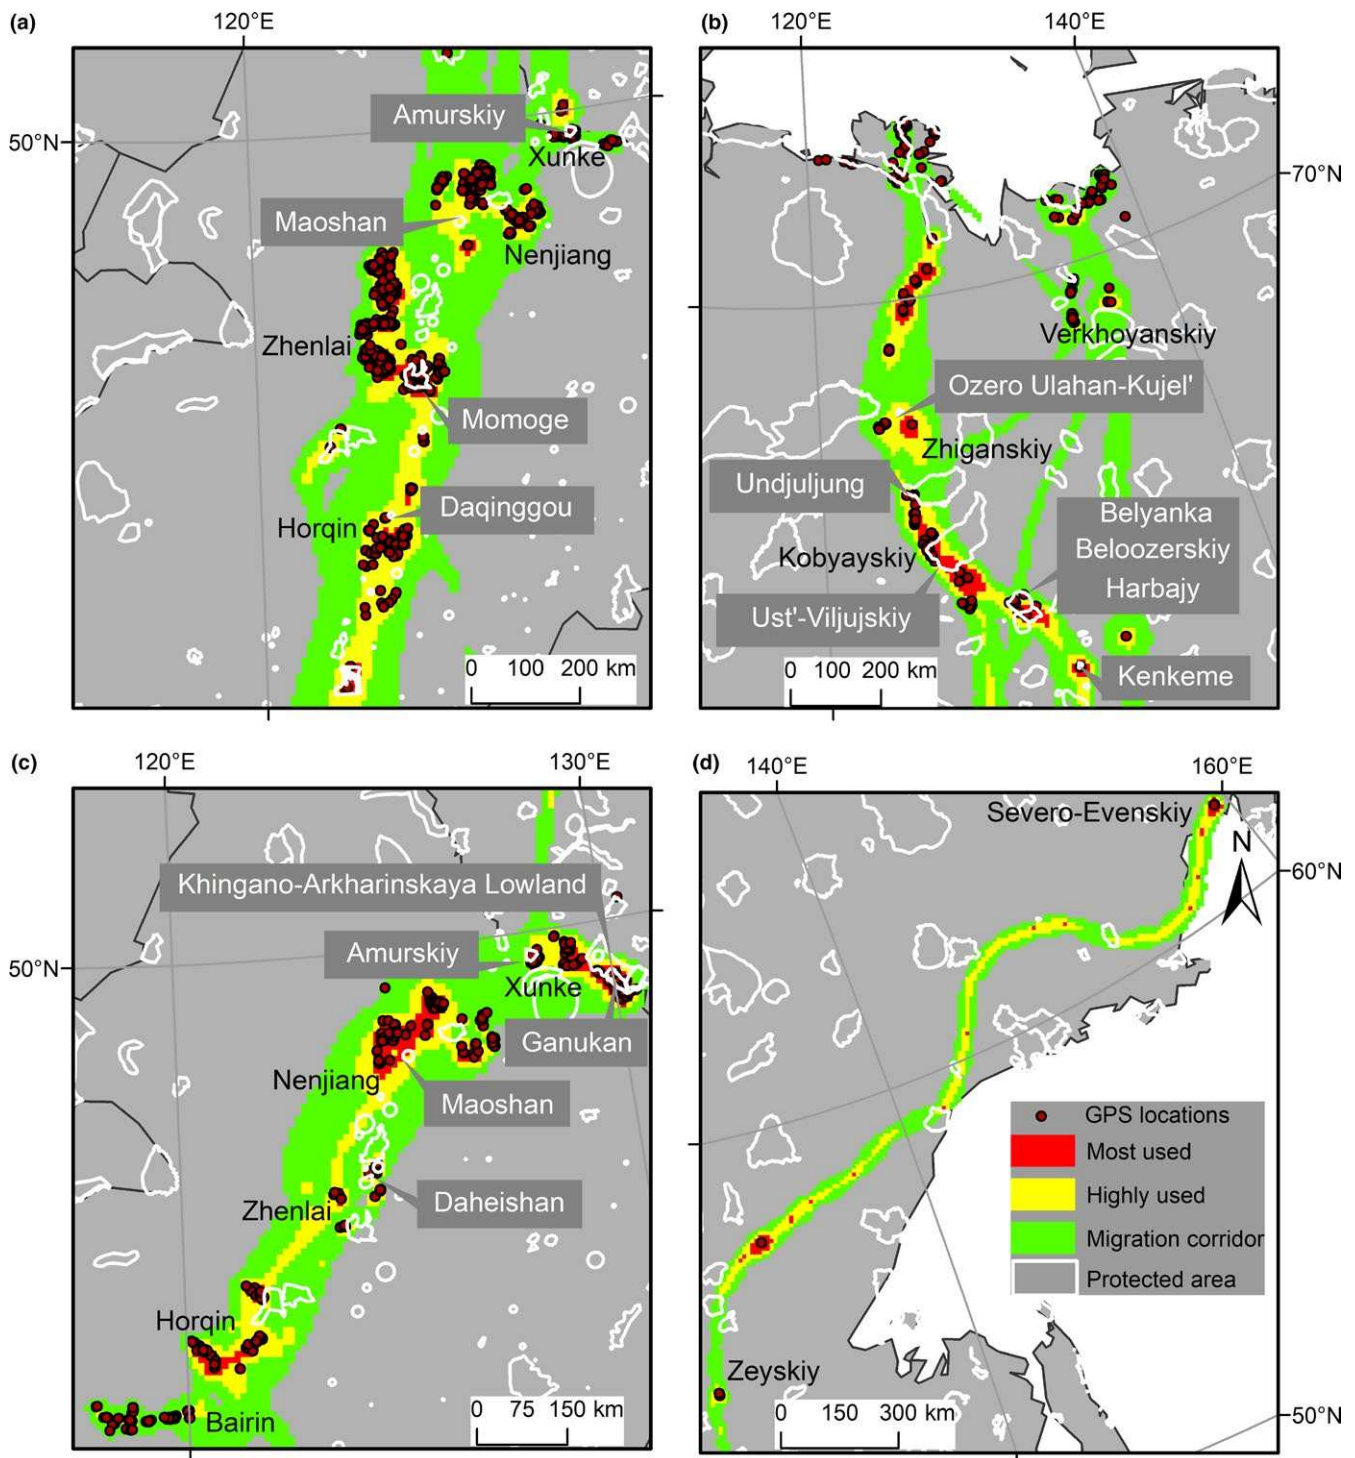 (a)
120°E
50°N
Amurskiy
Xunke
Maoshan
Nenjiang
Zhenlai
Momoge
Daqinggou
Horqin
0 100 200 km
(b)
120°E
140°E
70°N
Verkhoyanskiy
Ozero Ulahan-Kujel'
Zhiganskiy
Undjuljung
Belyanka
Beloozerskiy
Harbajy
Kobyayskiy
Ust'-Viljujskiy
Kenkeme
0 100 200 km
(c)
120°E
130°E
Khingano-Arkharinskaya Lowland
Amurskiy
50°N
Xunke
Ganukan
Nenjiang
Maoshan
Daheishan
Zhenlai
Horqin
Bairin
0 75 150 km
(d)
140°E
160°E
Severo-Evenskiy
N
60°N
GPS locations
Most used
Highly used
Migration corridor
Protected area
Zeyskiy
0 150 300 km
50°N